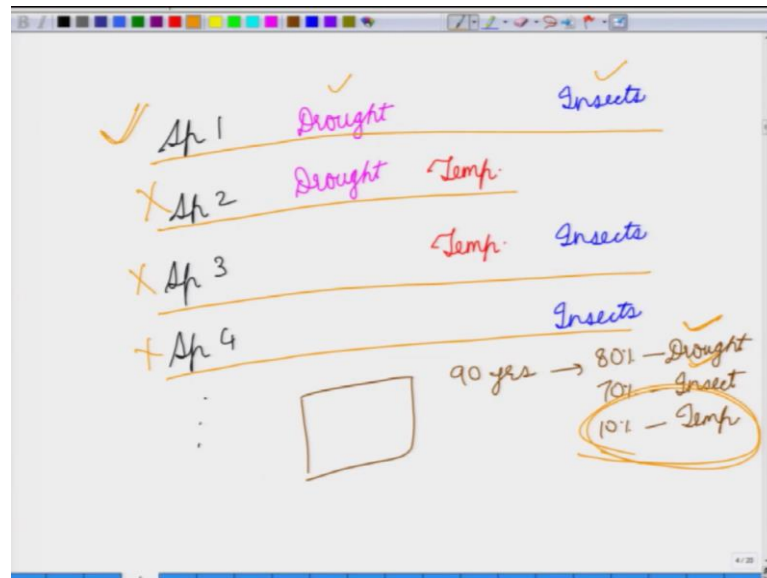 Sp 1 Drought Insects
Sp 2 Drought Temp.
Sp 3 Temp. Insects
Sp 4 Insects
90 yrs → 80% — Drought
70% — Insect
10% — Temp
4/20